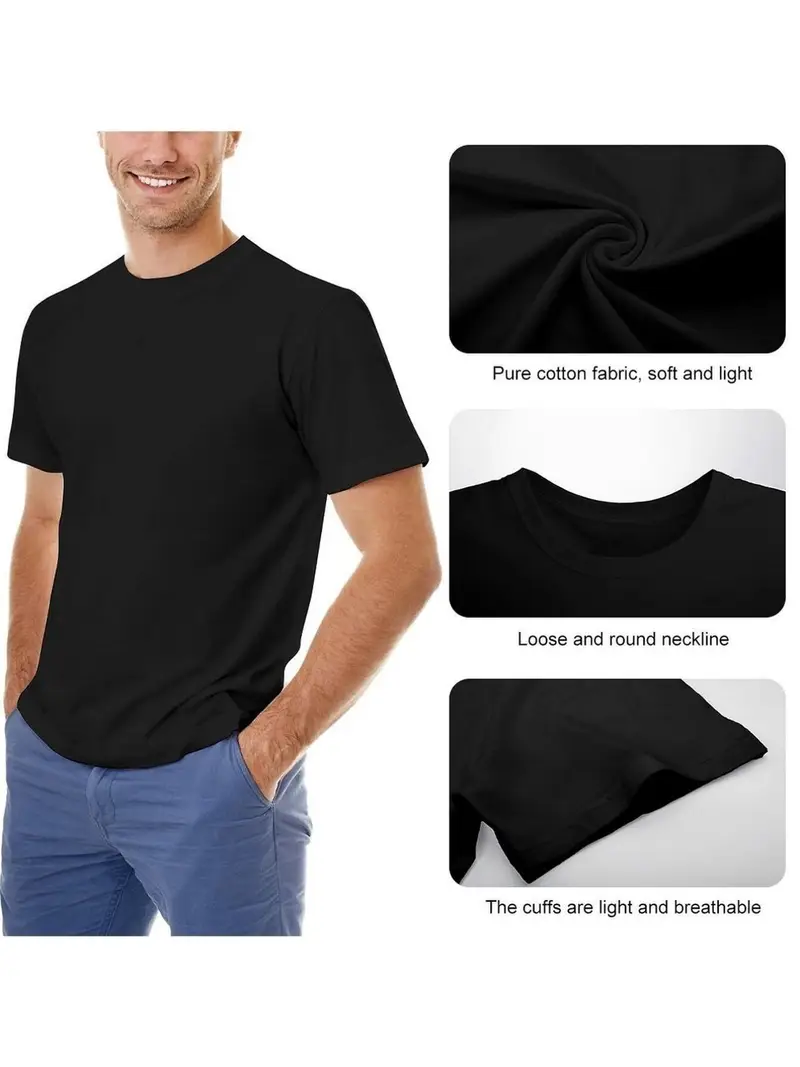 Pure cotton fabric, soft and light
Loose and round neckline
The cuffs are light and breathable